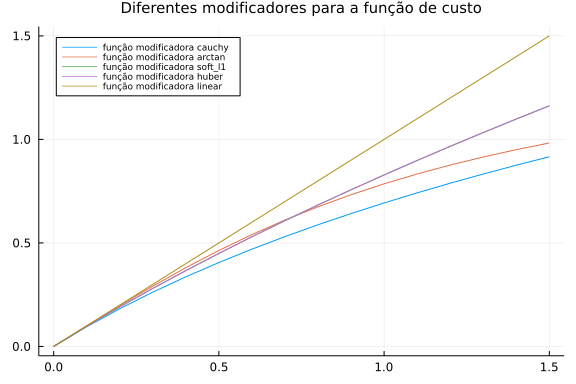 Diferentes modificadores para a função de custo
função modificadora cauchy
função modificadora arctan
função modificadora soft_l1
função modificadora huber
função modificadora linear
1.5
1.0
0.5
0.0
0.0 0.5 1.0 1.5